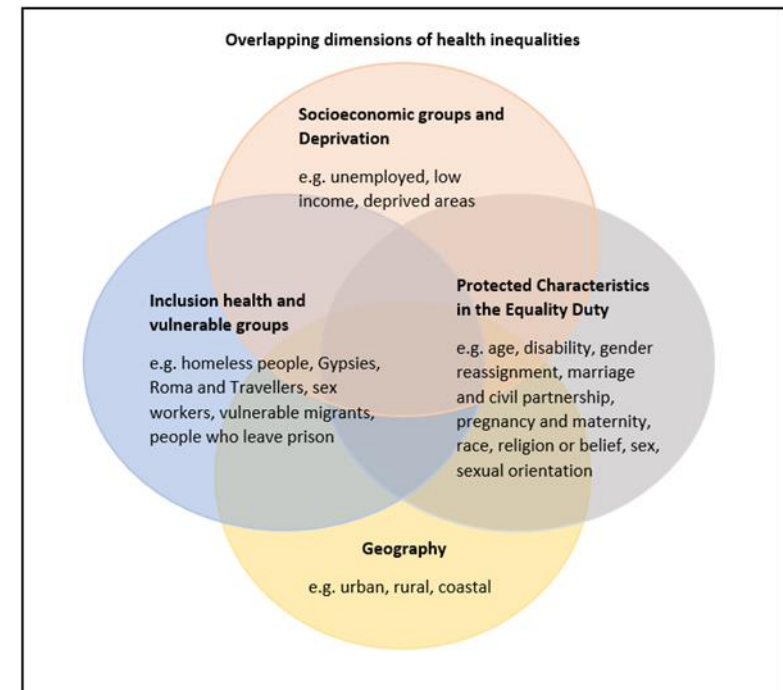 Overlapping dimensions of health inequalities
Socioeconomic groups and
Deprivation
e.g. unemployed, low
income, deprived areas
Inclusion health and
vulnerable groups
e.g. homeless people, Gypsies,
Roma and Travellers, sex
workers, vulnerable migrants,
people who leave prison
Protected Characteristics
in the Equality Duty
e.g. age, disability, gender
reassignment, marriage
and civil partnership,
pregnancy and maternity,
race, religion or belief, sex,
sexual orientation
Geography
e.g. urban, rural, coastal